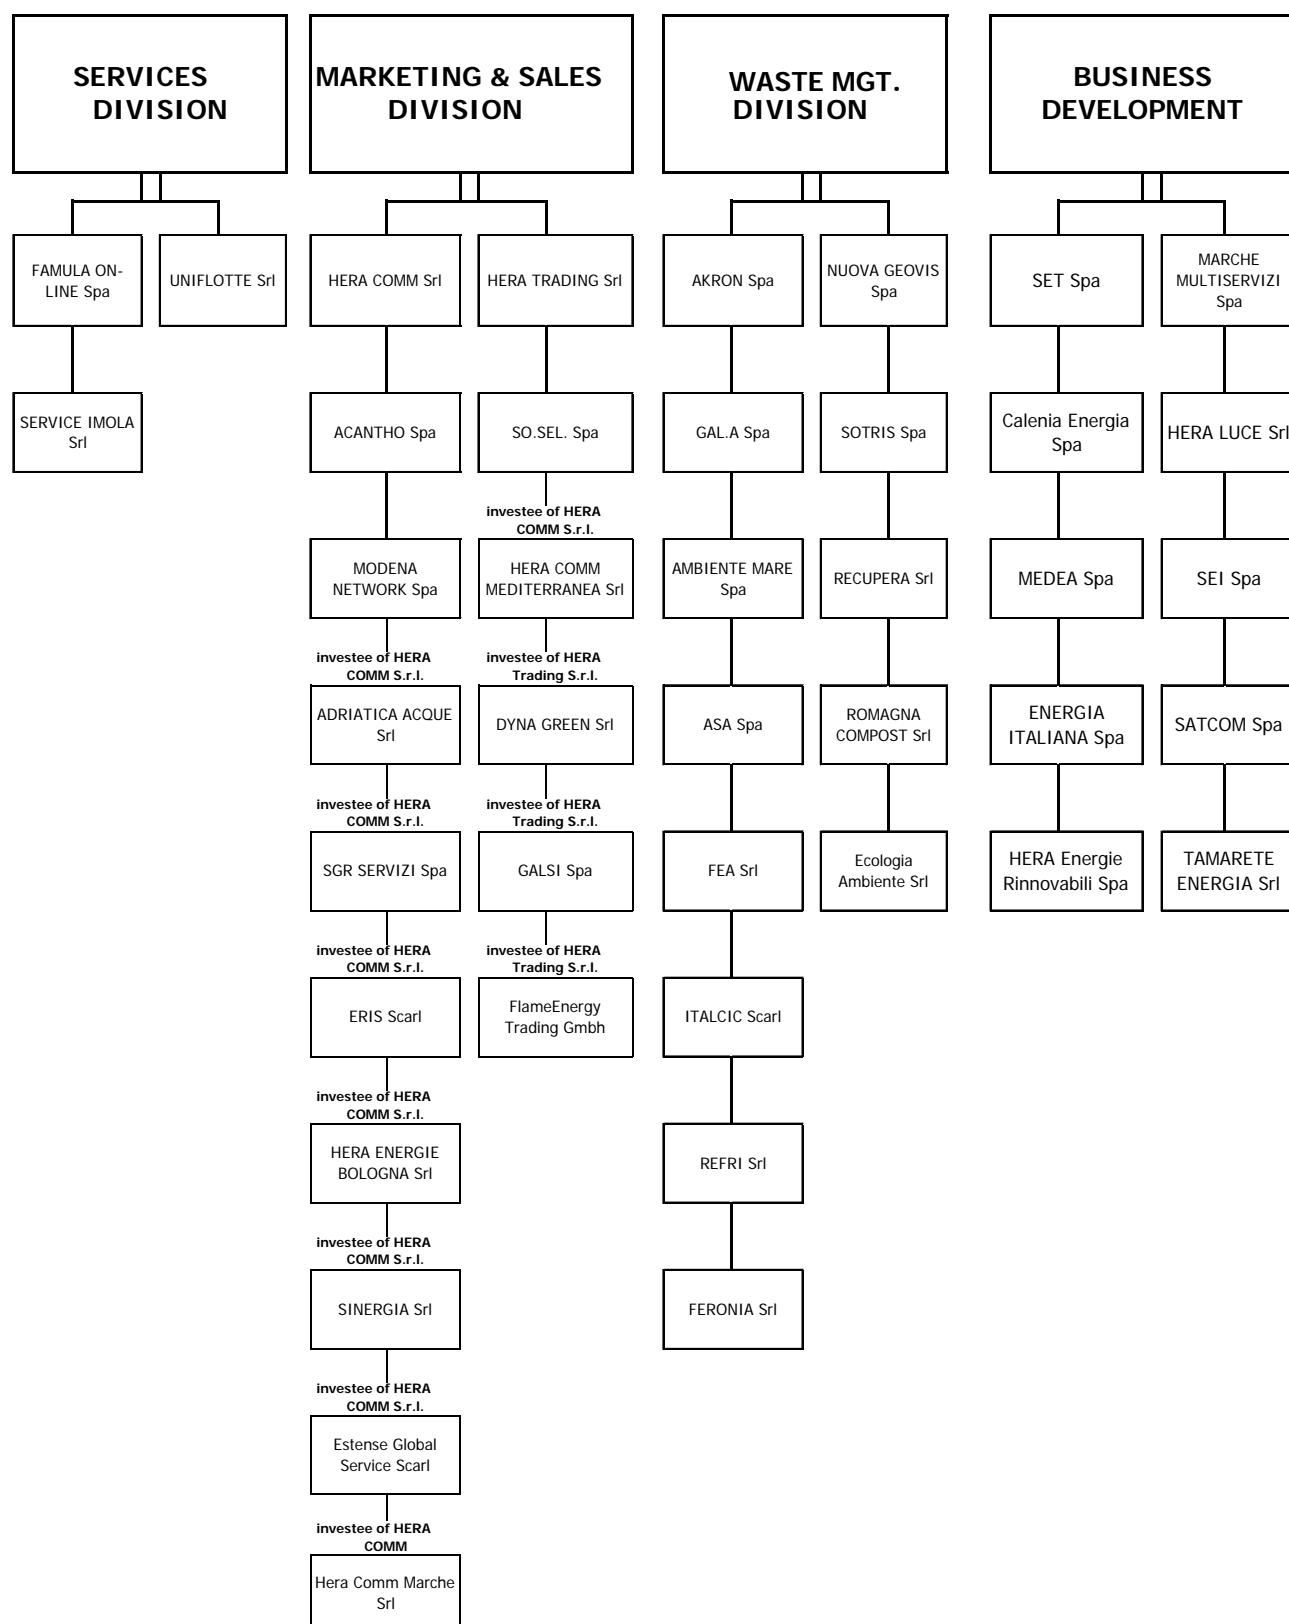 SERVICES
DIVISION
MARKETING & SALES
DIVISION
WASTE MGT.
DIVISION
BUSINESS
DEVELOPMENT
FAMULA ON-
LINE Spa
UNIFLOTTE Srl
HERA COMM Srl
HERA TRADING Srl
AKRON Spa
NUOVA GEOVIS
Spa
SET Spa
MARCHE
MULTISERVIZI
Spa
SERVICE IMOLA
Srl
ACANTHO Spa
SO.SEL. Spa
GAL.A Spa
SOTRIS Spa
Calenia Energia
Spa
HERA LUCE Srl
investee of HERA
COMM S.r.l.
MODENA
NETWORK Spa
HERA COMM
MEDITERRANEA Srl
AMBIENTE MARE
Spa
RECUPERA Srl
MEDEA Spa
SEI Spa
investee of HERA
COMM S.r.l.
investee of HERA
Trading S.r.l.
ADRIATICA ACQUE
Srl
DYNA GREEN Srl
ASA Spa
ROMAGNA
COMPOST Srl
ENERGIA
ITALIANA Spa
SATCOM Spa
investee of HERA
COMM S.r.l.
investee of HERA
Trading S.r.l.
SGR SERVIZI Spa
GALSI Spa
FEA Srl
Ecologia
Ambiente Srl
HERA Energie
Rinnovabili Spa
TAMARETE
ENERGIA Srl
investee of HERA
COMM S.r.l.
investee of HERA
Trading S.r.l.
ERIS Scarl
FlameEnergy
Trading Gmbh
ITALCIC Scarl
investee of HERA
COMM S.r.l.
HERA ENERGIE
BOLOGNA Srl
REFRI Srl
investee of HERA
COMM S.r.l.
SINERGIA Srl
FERONIA Srl
investee of HERA
COMM S.r.l.
Estense Global
Service Scarl
investee of HERA
COMM
Hera Comm Marche
Srl